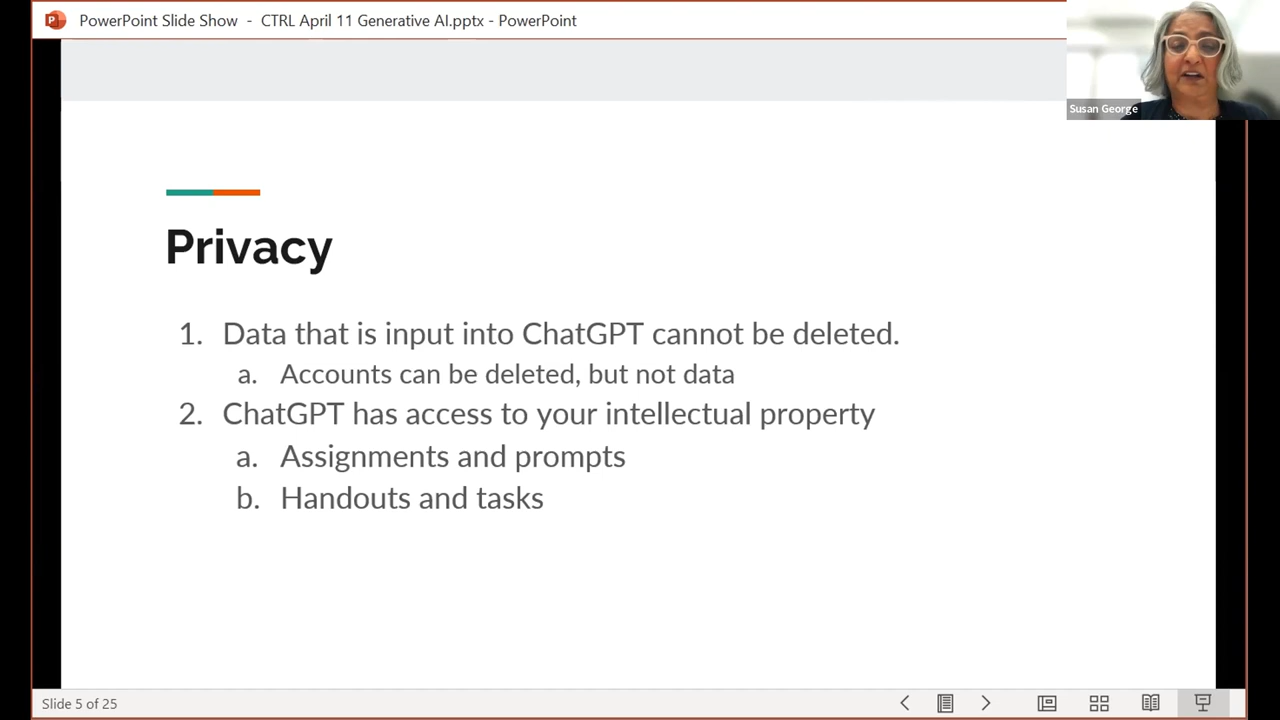 PowerPoint Slide Show - CTRL April 11 Generative AI.pptx - PowerPoint
Susan George
Privacy
1. Data that is input into ChatGPT cannot be deleted.
a. Accounts can be deleted, but not data
2. ChatGPT has access to your intellectual property
a. Assignments and prompts
b. Handouts and tasks
Slide 5 of 25